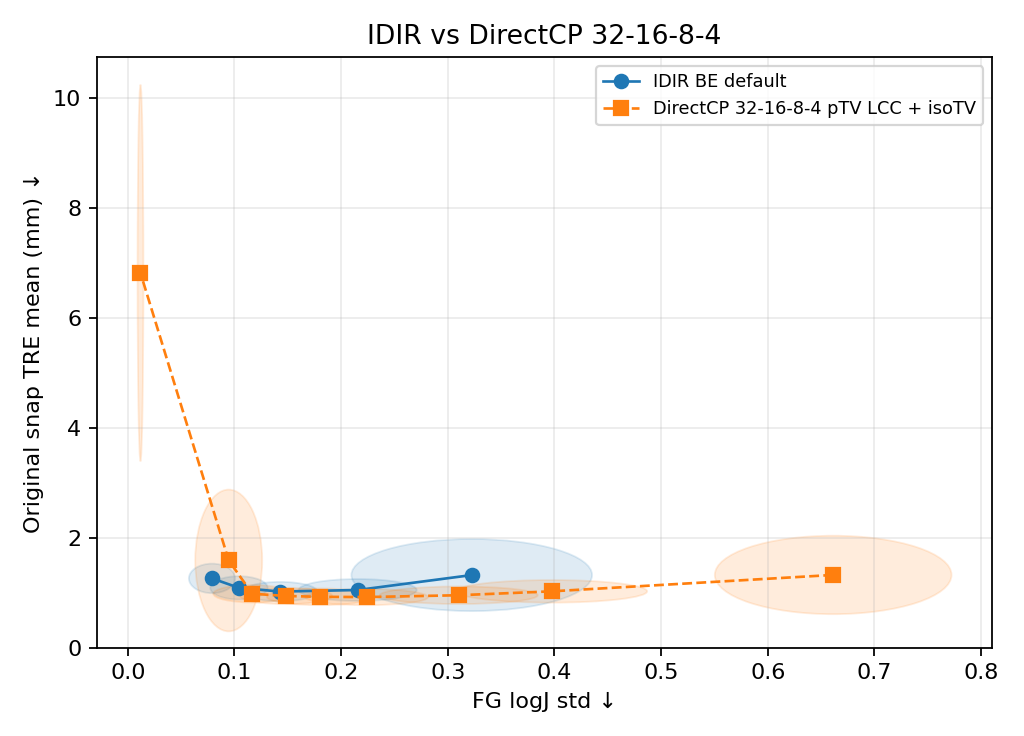 IDIR vs DirectCP 32-16-8-4
IDIR BE default
DirectCP 32-16-8-4 pTV LCC + isoTV
Original snap TRE mean (mm) ↓
10
8
6
4
2
0
0.0 0.1 0.2 0.3 0.4 0.5 0.6 0.7 0.8
FG logJ std ↓